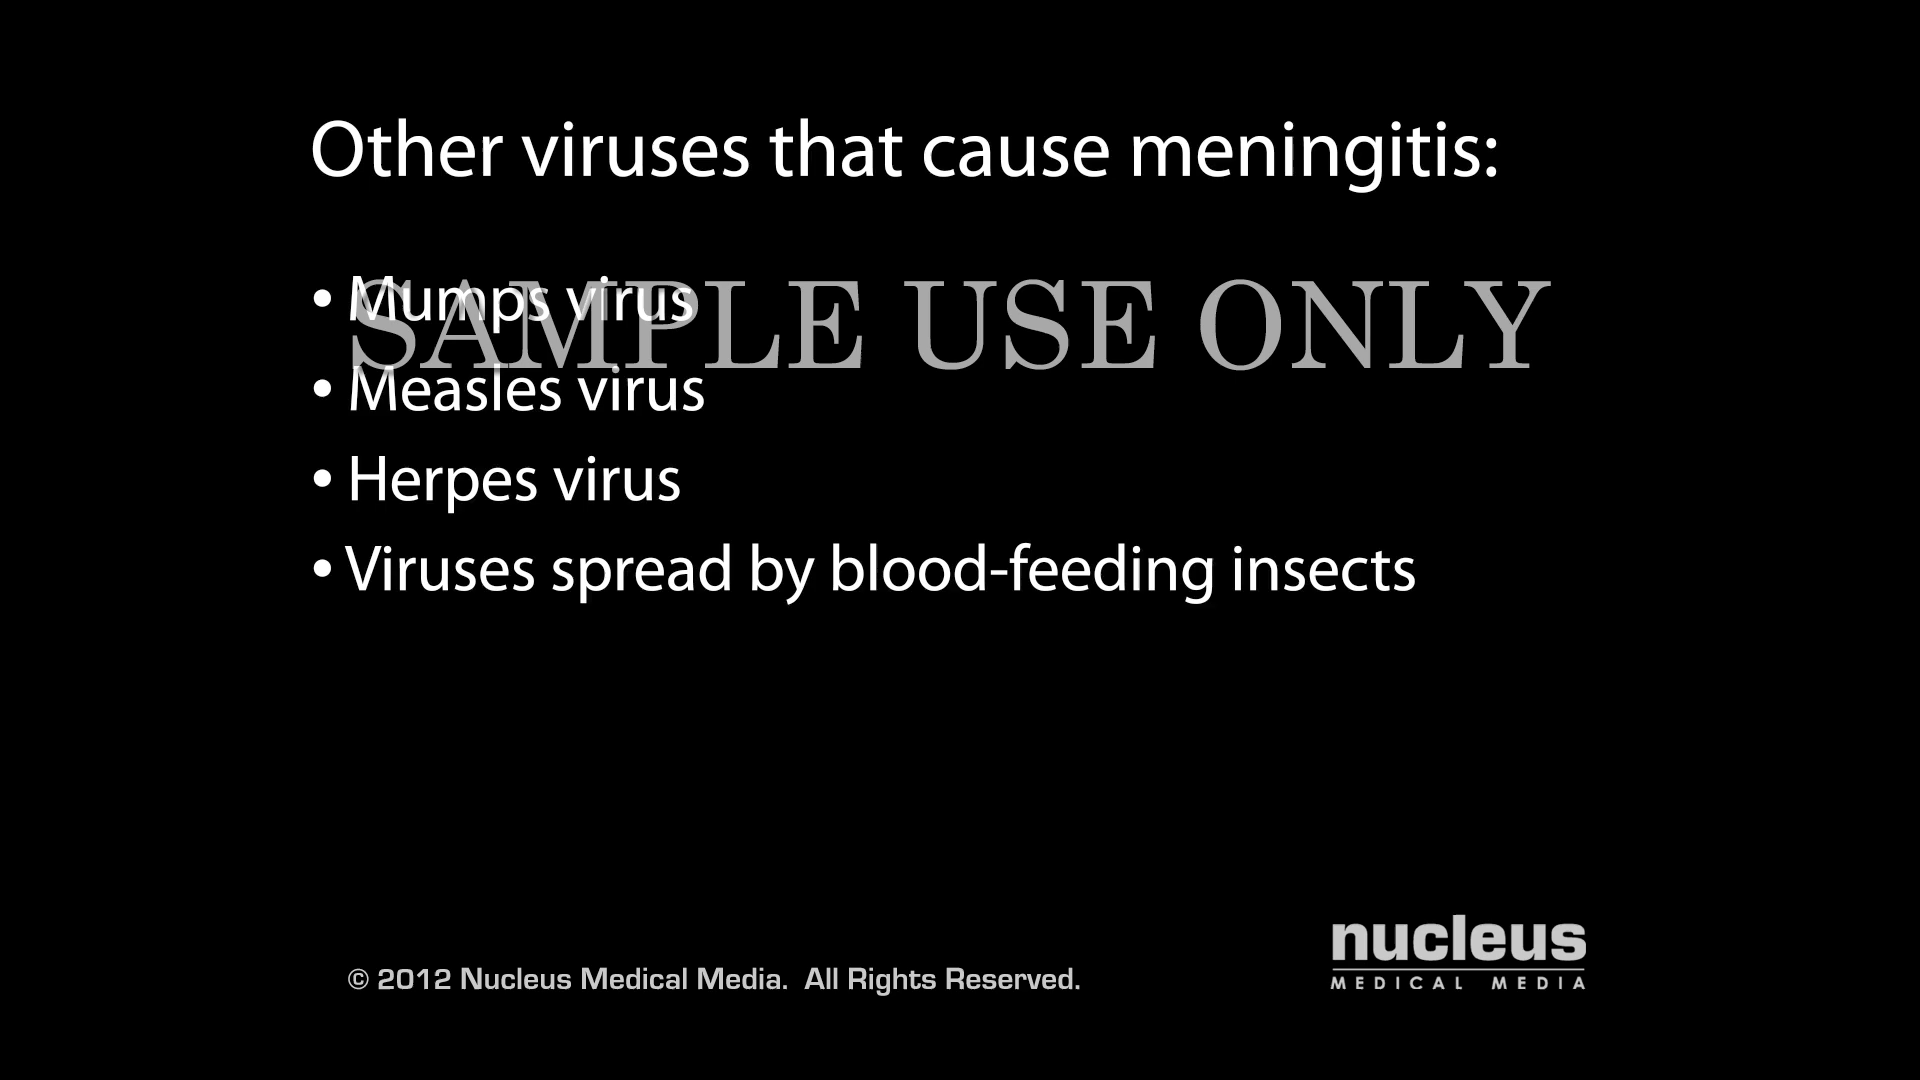 Other viruses that cause meningitis:
• Mumps virus
SAMPLE USE ONLY
• Measles virus
• Herpes virus
• Viruses spread by blood-feeding insects
nucleus
MEDICAL MEDIA
© 2012 Nucleus Medical Media. All Rights Reserved.